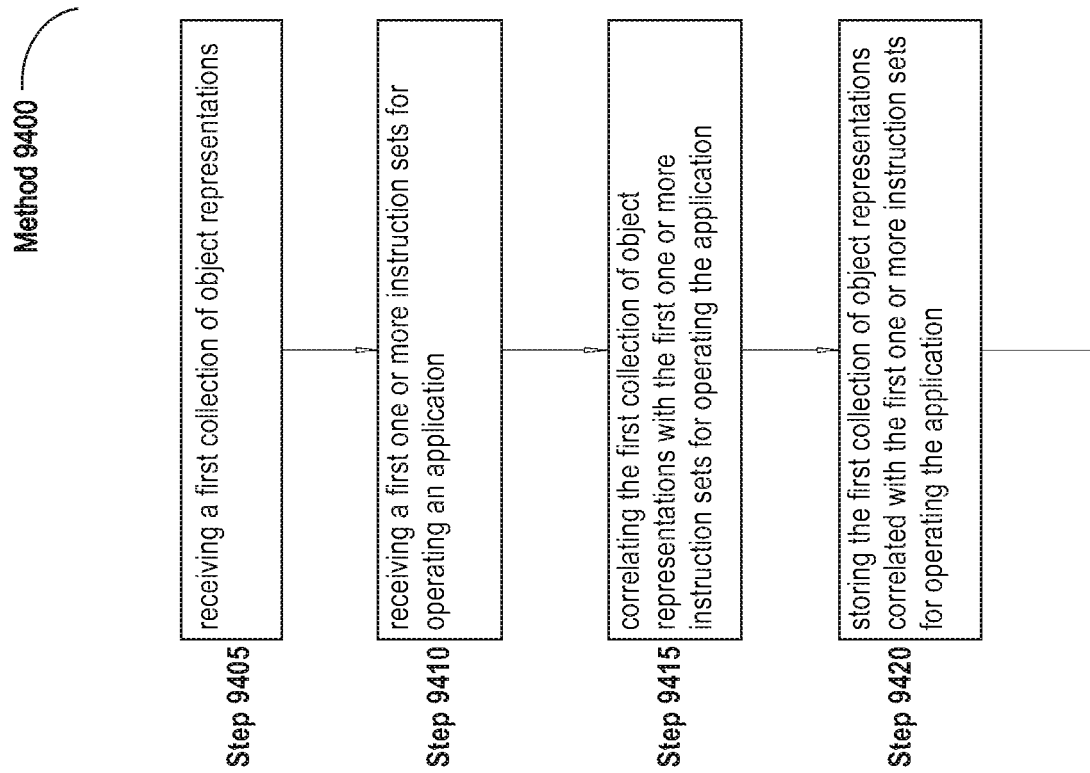 Method 9400
Step 9405
receiving a first collection of object representations
Step 9410
receiving a first one or more instruction sets for
operating an application
Step 9415
correlating the first collection of object
representations with the first one or more
instruction sets for operating the application
Step 9420
storing the first collection of object representations
correlated with the first one or more instruction sets
for operating the application